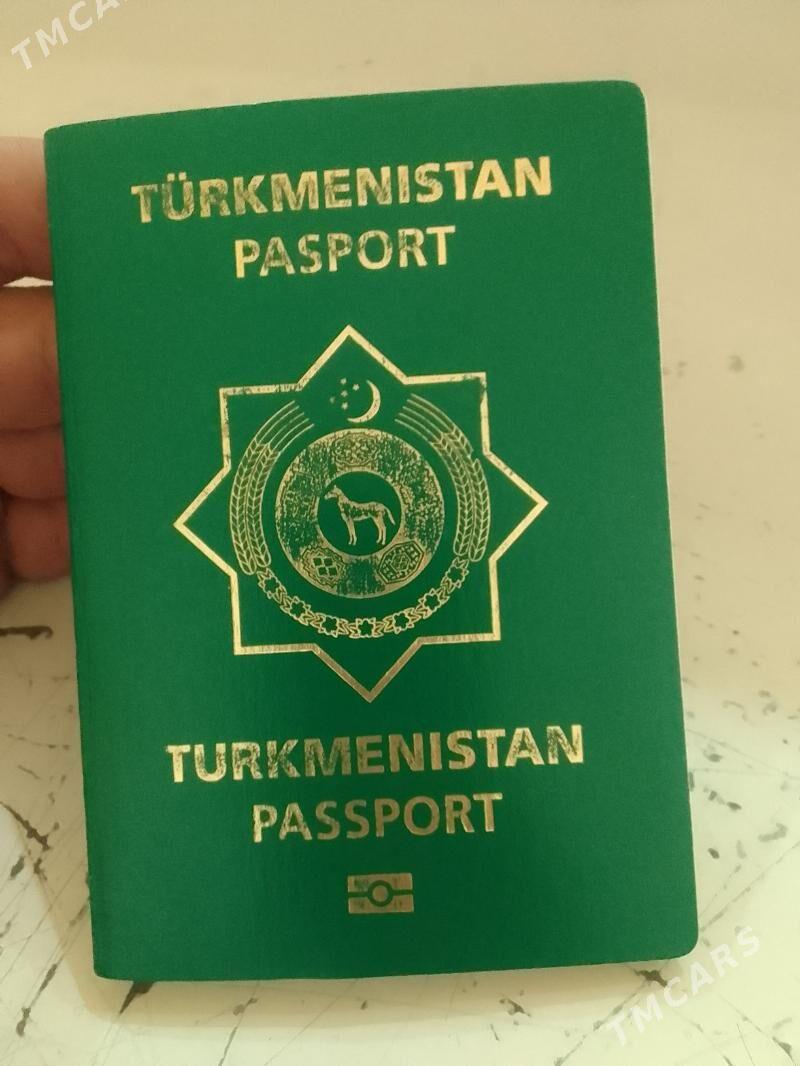 TMCARS
TÜRKMENISTAN
PASPORT
TURKMENISTAN
PASSPORT
TMCARS